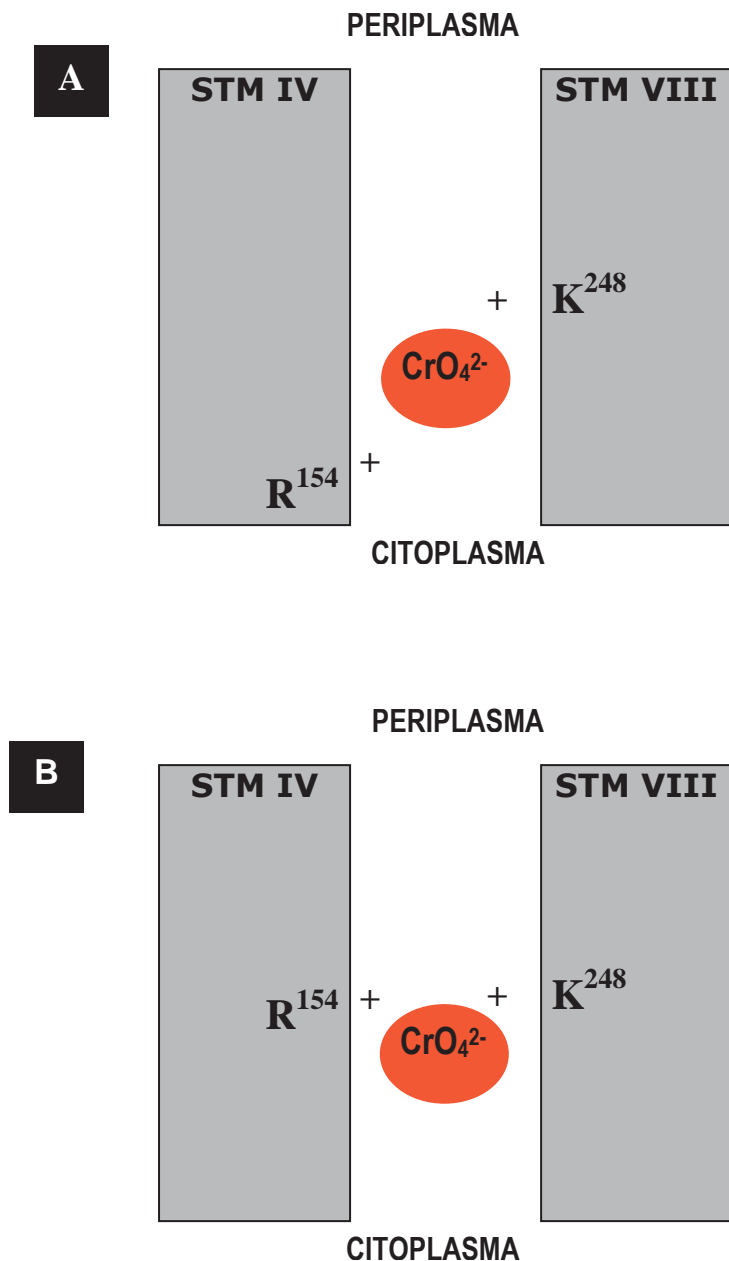 PERIPLASMA
A
STM IV STM VIII
+ K²⁴⁸
CrO₄²⁻
R¹⁵⁴ +
CITOPLASMA
PERIPLASMA
B
STM IV STM VIII
R¹⁵⁴ + + K²⁴⁸
CrO₄²⁻
CITOPLASMA